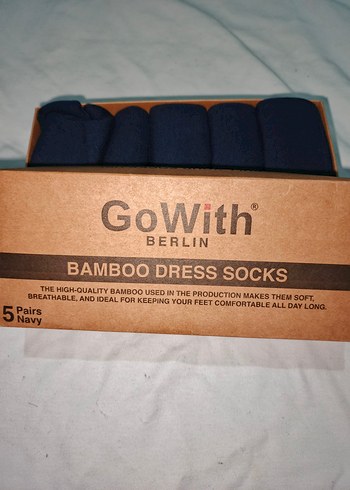 GoWith®
BERLIN
BAMBOO DRESS SOCKS
THE HIGH-QUALITY BAMBOO USED IN THE PRODUCTION MAKES THEM SOFT,
BREATHABLE, AND IDEAL FOR KEEPING YOUR FEET COMFORTABLE ALL DAY LONG.
5 Pairs
Navy